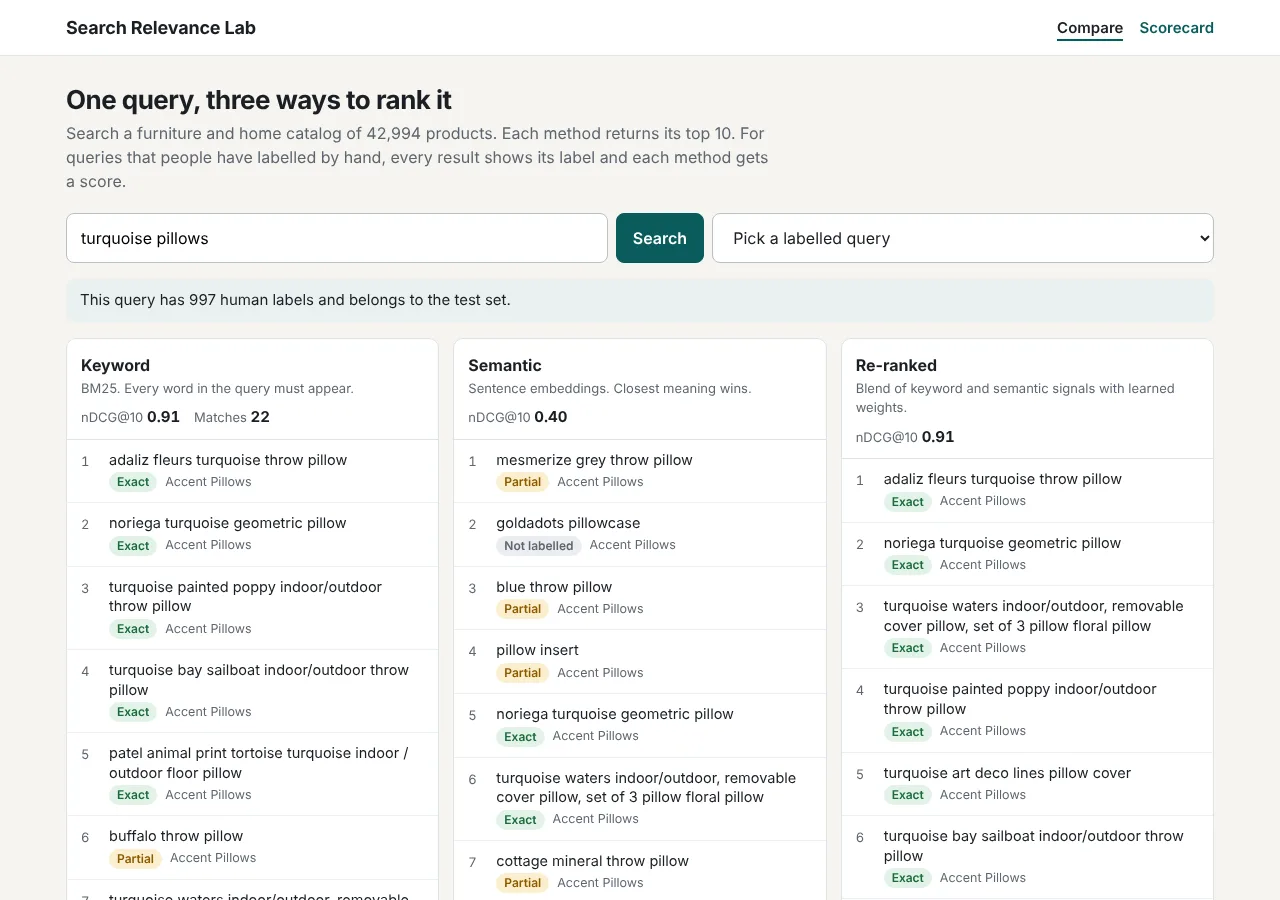 Search Relevance Lab
Compare
Scorecard
One query, three ways to rank it
Search a furniture and home catalog of 42,994 products. Each method returns its top 10. For
queries that people have labelled by hand, every result shows its label and each method gets
a score.
turquoise pillows
Search
Pick a labelled query
This query has 997 human labels and belongs to the test set.
Keyword
BM25. Every word in the query must appear.
nDCG@10 0.91 Matches 22
1 adaliz fleurs turquoise throw pillow
Exact Accent Pillows
2 noriega turquoise geometric pillow
Exact Accent Pillows
3 turquoise painted poppy indoor/outdoor
throw pillow
Exact Accent Pillows
4 turquoise bay sailboat indoor/outdoor throw
pillow
Exact Accent Pillows
5 patel animal print tortoise turquoise indoor /
outdoor floor pillow
Exact Accent Pillows
6 buffalo throw pillow
Partial Accent Pillows
7 turquoise waters indoor/outdoor, removable
Semantic
Sentence embeddings. Closest meaning wins.
nDCG@10 0.40
1 mesmerize grey throw pillow
Partial Accent Pillows
2 goldadots pillowcase
Not labelled Accent Pillows
3 blue throw pillow
Partial Accent Pillows
4 pillow insert
Partial Accent Pillows
5 noriega turquoise geometric pillow
Exact Accent Pillows
6 turquoise waters indoor/outdoor, removable
cover pillow, set of 3 pillow floral pillow
Exact Accent Pillows
7 cottage mineral throw pillow
Partial Accent Pillows
Re-ranked
Blend of keyword and semantic signals with learned
weights.
nDCG@10 0.91
1 adaliz fleurs turquoise throw pillow
Exact Accent Pillows
2 noriega turquoise geometric pillow
Exact Accent Pillows
3 turquoise waters indoor/outdoor, removable
cover pillow, set of 3 pillow floral pillow
Exact Accent Pillows
4 turquoise painted poppy indoor/outdoor
throw pillow
Exact Accent Pillows
5 turquoise art deco lines pillow cover
Exact Accent Pillows
6 turquoise bay sailboat indoor/outdoor throw
pillow
Exact Accent Pillows